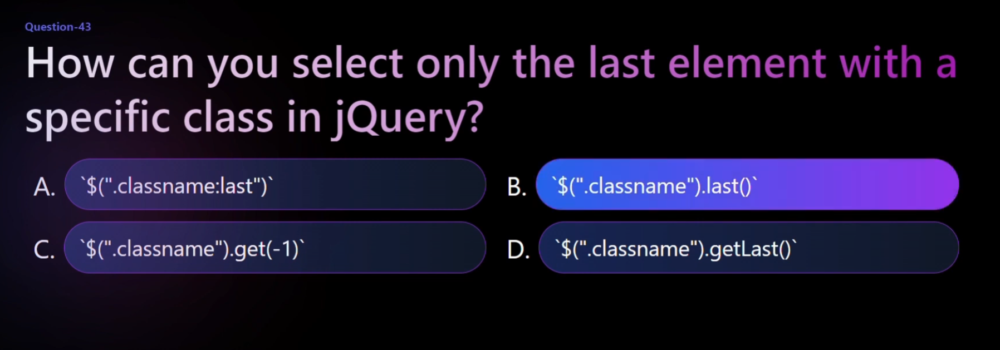 Question-43
How can you select only the last element with a
specific class in jQuery?
A. `$(".classname:last")`
B. `$(".classname").last()`
C. `$(".classname").get(-1)`
D. `$(".classname").getLast()`